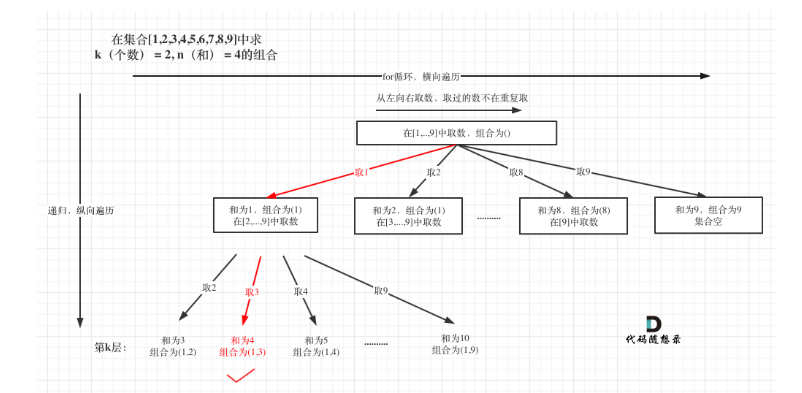 在集合[1,2,3,4,5,6,7,8,9]中求
k（个数）= 2, n（和）= 4的组合
for循环，横向遍历
从左向右取数，取过的数不在重复取
在[1,...9]中取数，组合为()
取1
取2
取8
取9
递归，纵向遍历
和为1，组合为(1)
在[2,...,9]中取数
和为2，组合为(1)
在[3,...,9]中取数
..........
和为8，组合为(8)
在[9]中取数
和为9，组合为9
集合空
取2
取3
取4
取9
第k层：
和为3
组合为(1,2)
和为4
组合为(1,3)
和为5
组合为(1,4)
..........
和为10
组合为(1,9)
代码随想录